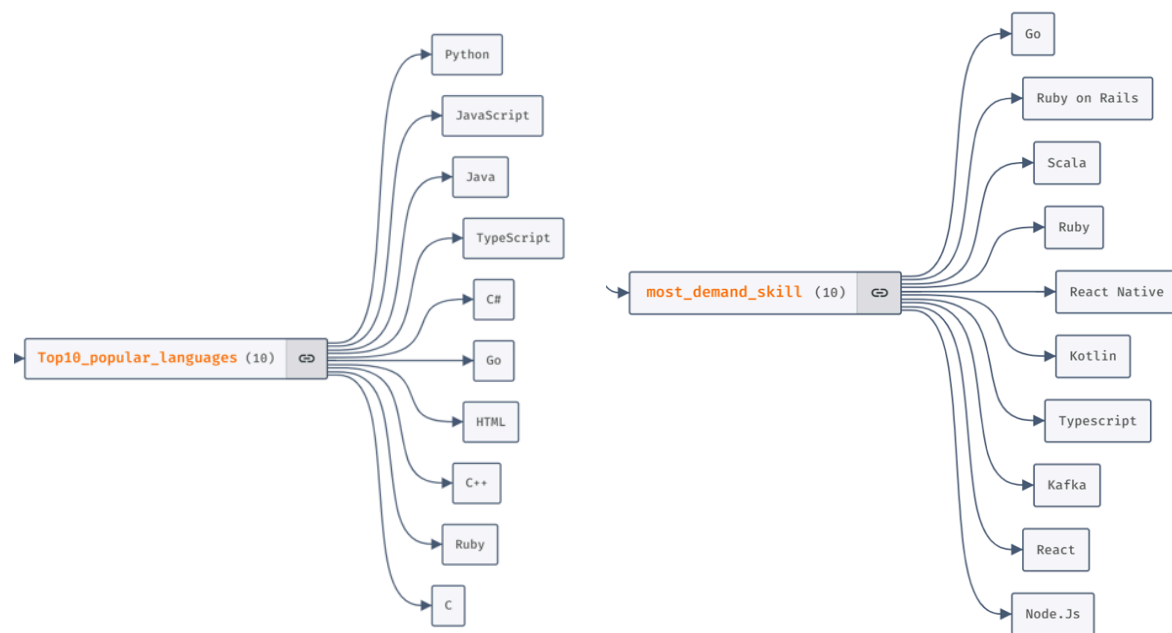 Top10_popular_languages (10)
Python
JavaScript
Java
TypeScript
C#
Go
HTML
C++
Ruby
C
most_demand_skill (10)
Go
Ruby on Rails
Scala
Ruby
React Native
Kotlin
Typescript
Kafka
React
Node.Js